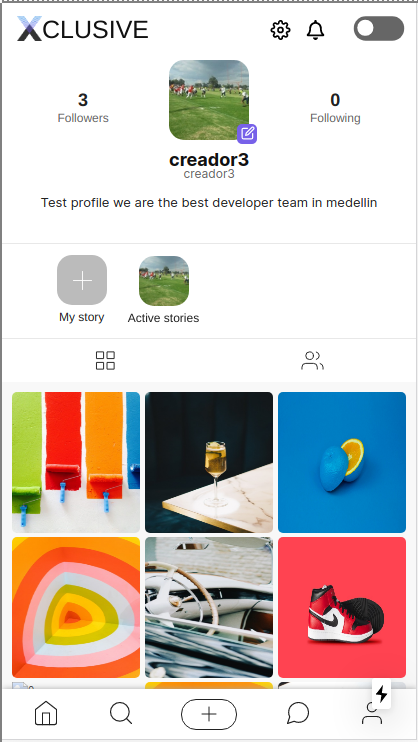 XCLUSIVE
3
Followers
0
Following
creador3
creador3
Test profile we are the best developer team in medellin
My story
Active stories